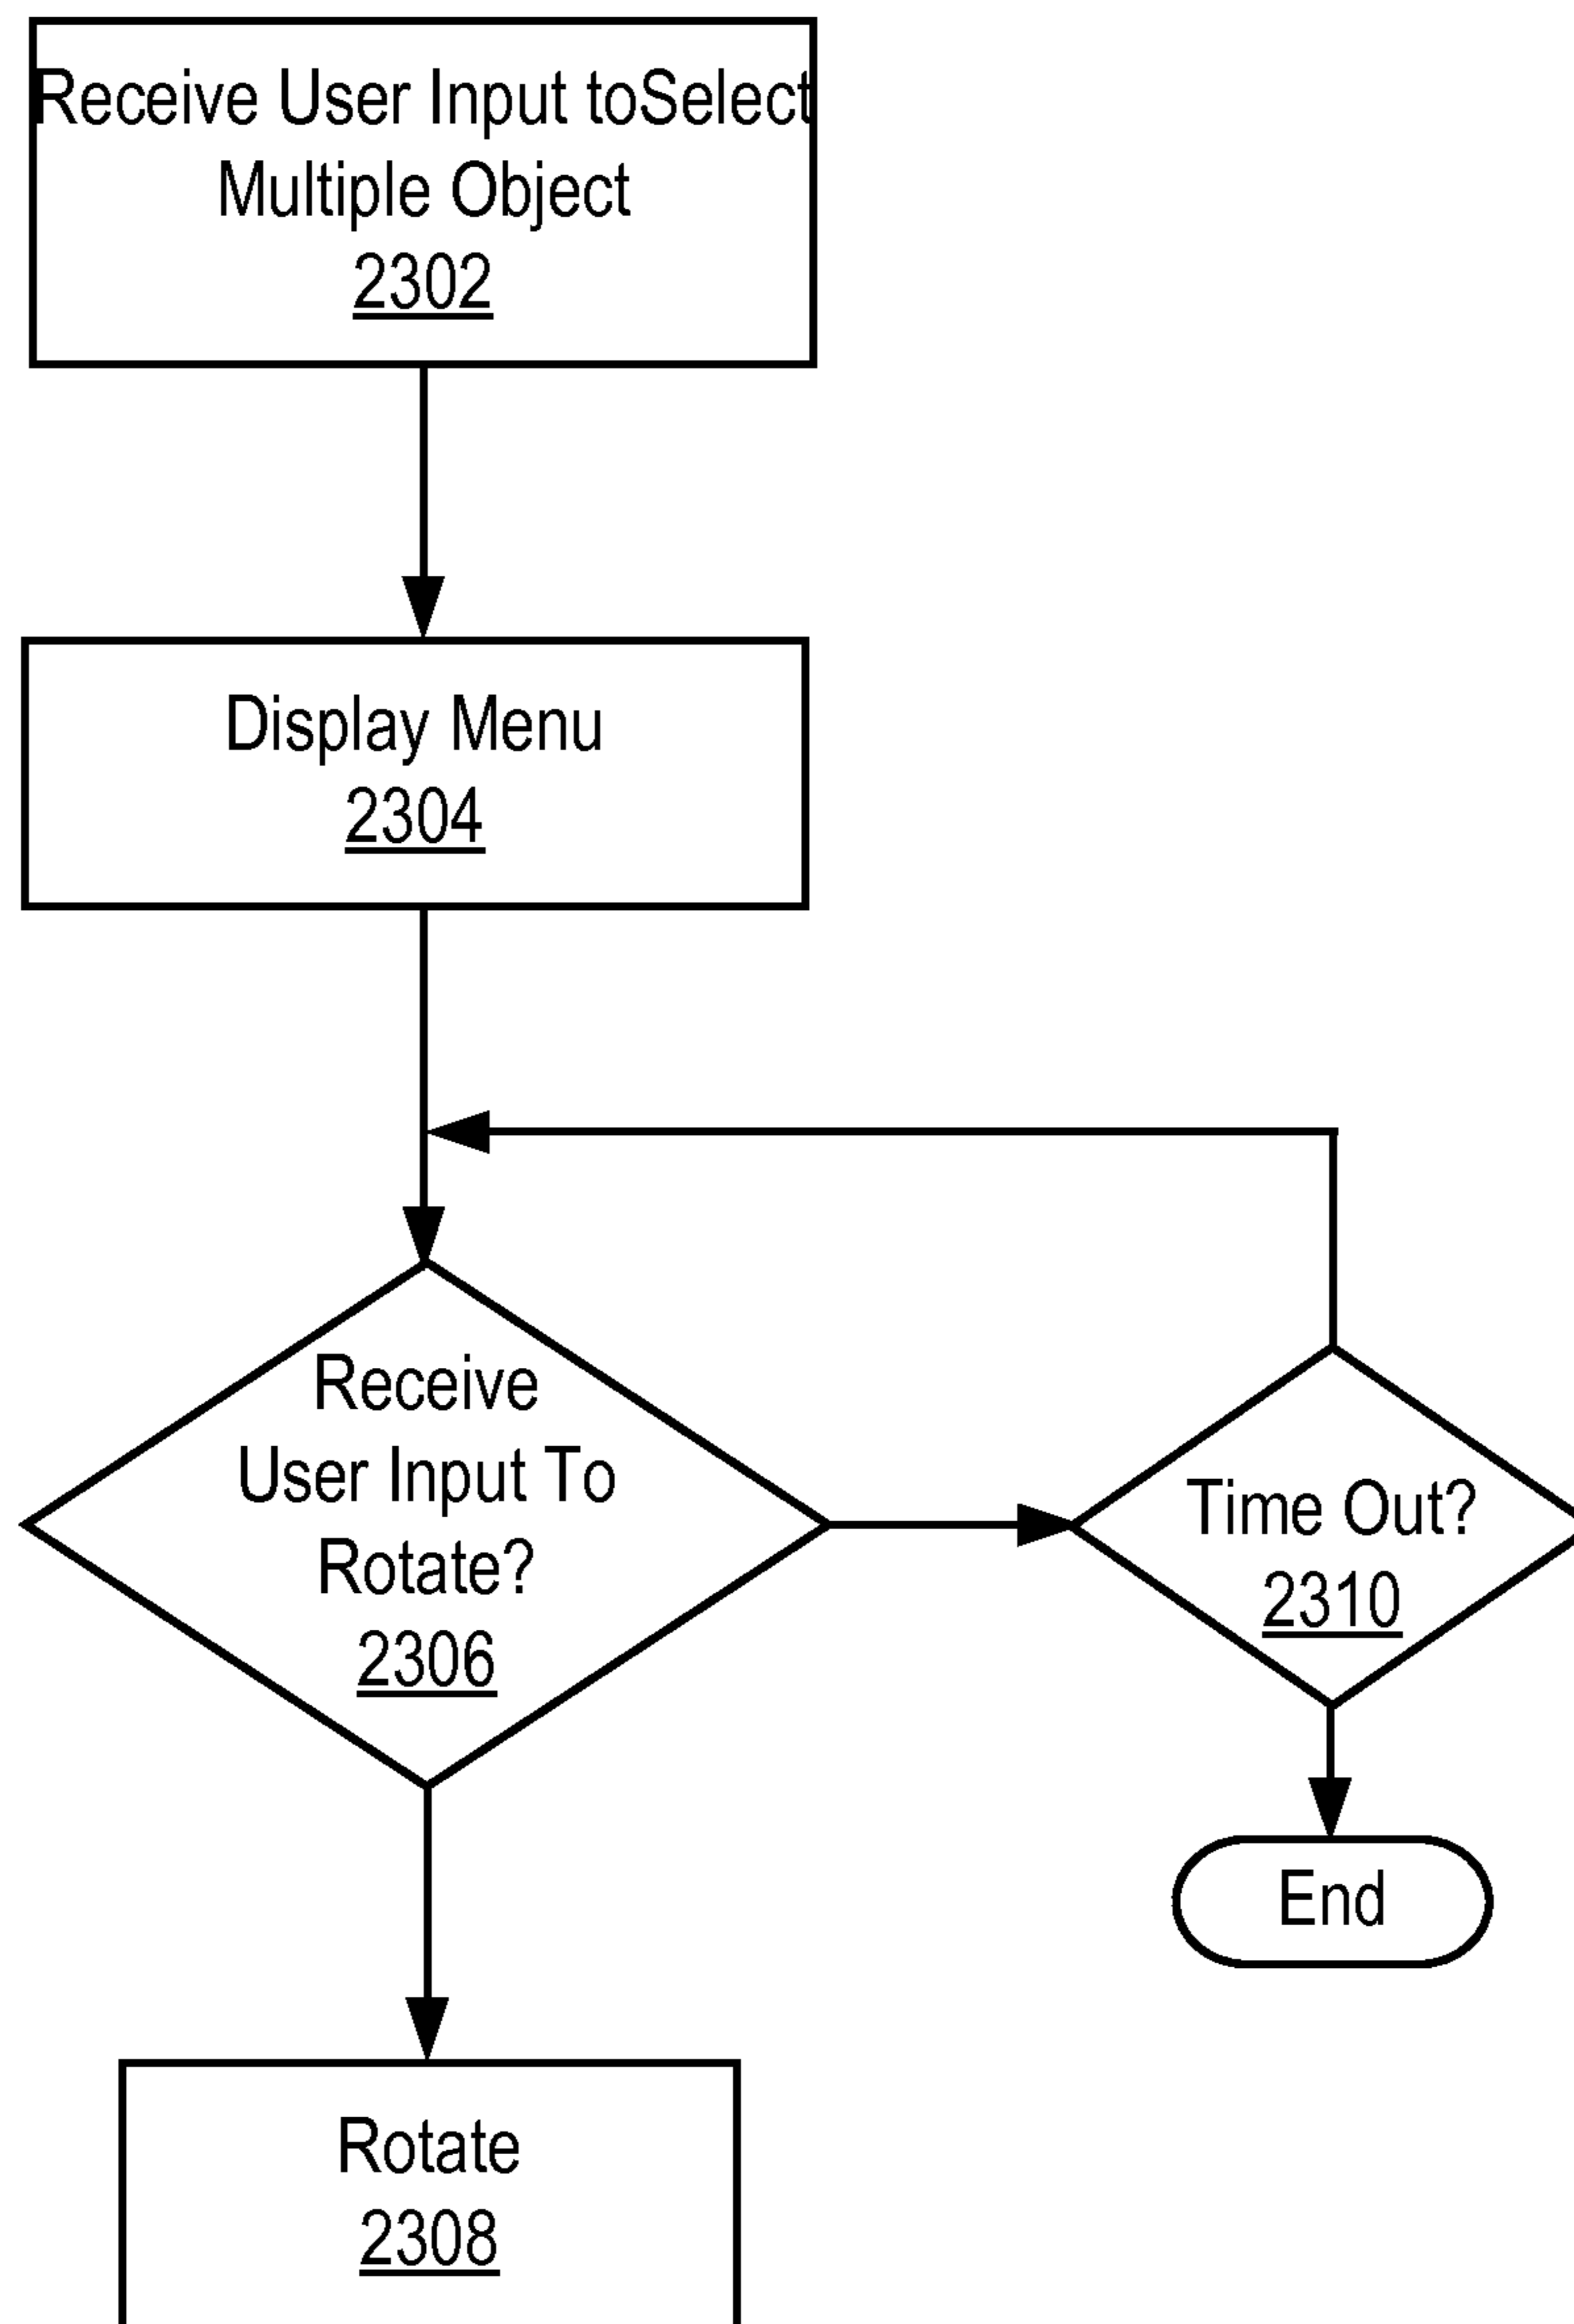 Receive User Input toSelect
Multiple Object
2302
Display Menu
2304
Receive
User Input To
Rotate?
2306
Time Out?
2310
End
Rotate
2308